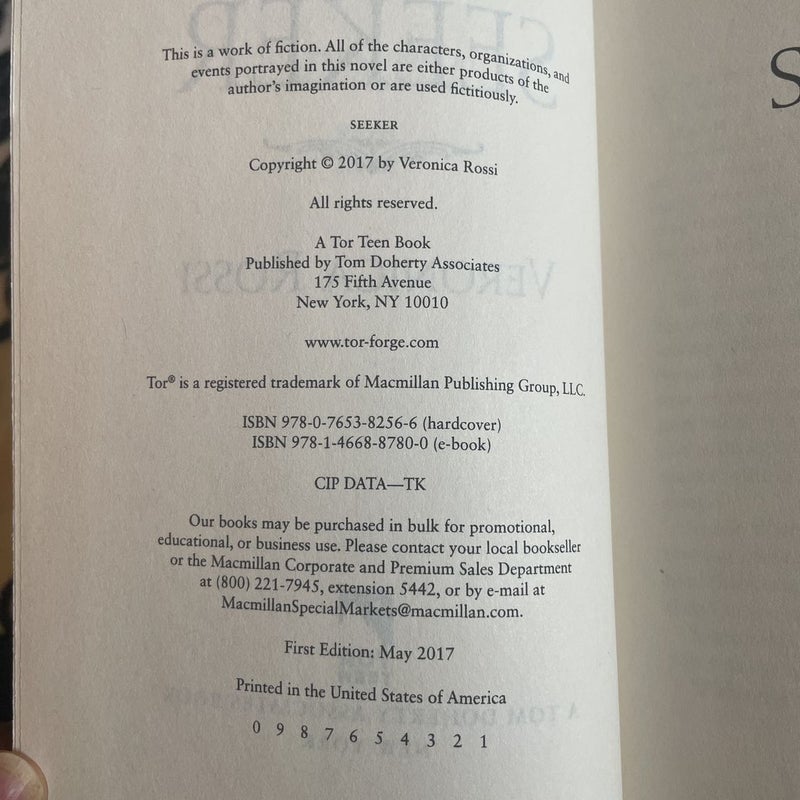 This is a work of fiction. All of the characters, organizations, and
events portrayed in this novel are either products of the
author's imagination or are used fictitiously.
SEEKER
Copyright © 2017 by Veronica Rossi
All rights reserved.
A Tor Teen Book
Published by Tom Doherty Associates
175 Fifth Avenue
New York, NY 10010
www.tor-forge.com
Tor® is a registered trademark of Macmillan Publishing Group, LLC.
ISBN 978-0-7653-8256-6 (hardcover)
ISBN 978-1-4668-8780-0 (e-book)
CIP DATA—TK
Our books may be purchased in bulk for promotional,
educational, or business use. Please contact your local bookseller
or the Macmillan Corporate and Premium Sales Department
at (800) 221-7945, extension 5442, or by e-mail at
MacmillanSpecialMarkets@macmillan.com.
First Edition: May 2017
Printed in the United States of America
0 9 8 7 6 5 4 3 2 1
S